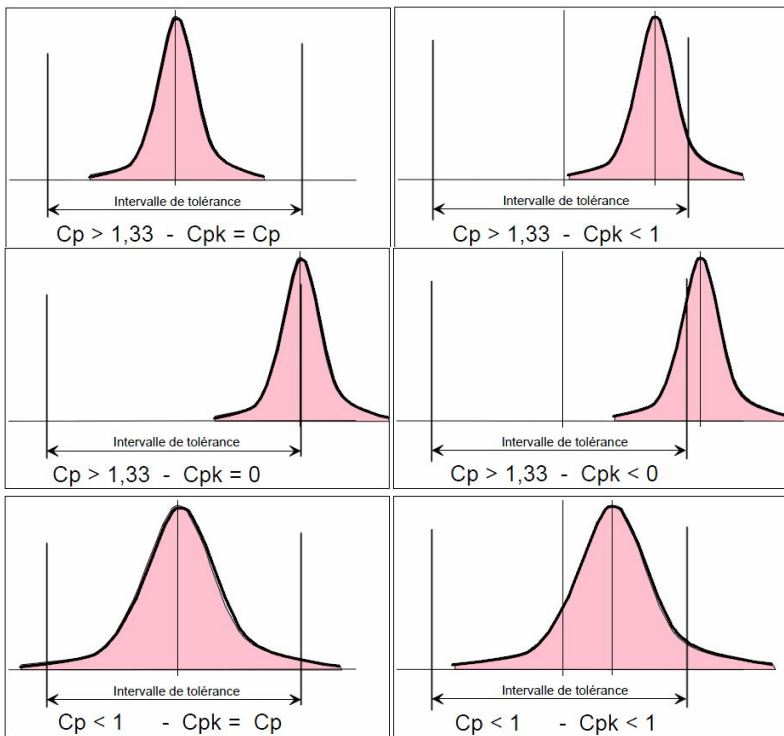 Intervalle de tolérance
Cp > 1,33 - Cpk = Cp
Intervalle de tolérance
Cp > 1,33 - Cpk < 1
Intervalle de tolérance
Cp > 1,33 - Cpk = 0
Intervalle de tolérance
Cp > 1,33 - Cpk < 0
Intervalle de tolérance
Cp < 1 - Cpk = Cp
Intervalle de tolérance
Cp < 1 - Cpk < 1